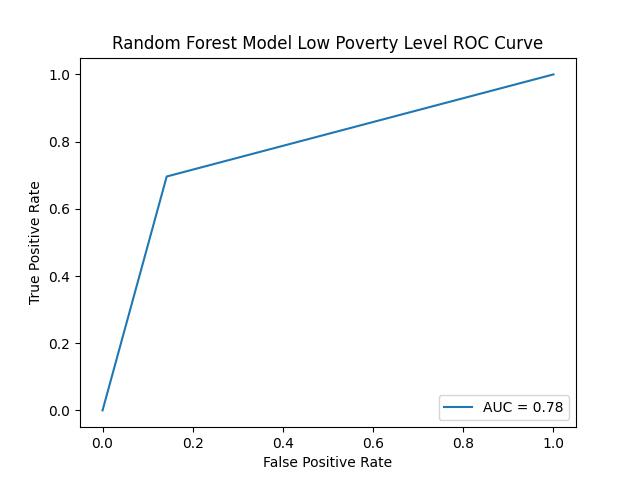 Random Forest Model Low Poverty Level ROC Curve
1.0
0.8
0.6
0.4
0.2
0.0
True Positive Rate
AUC = 0.78
0.0 0.2 0.4 0.6 0.8 1.0
False Positive Rate